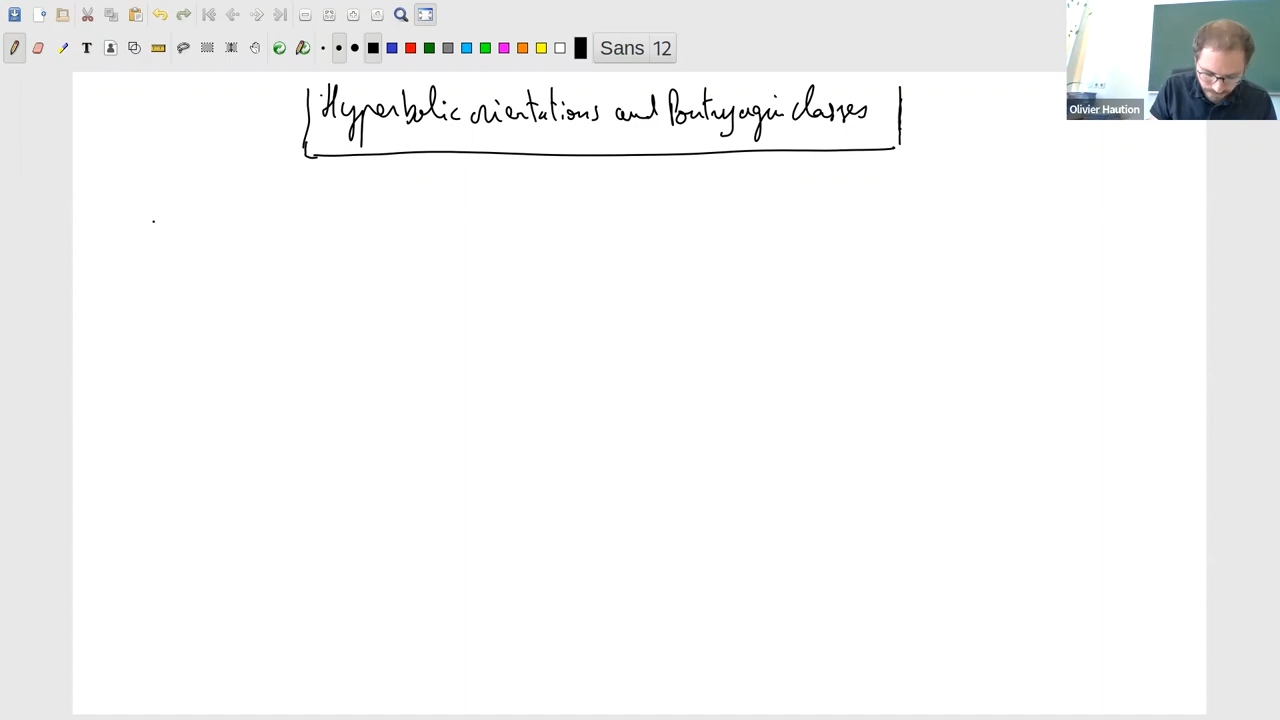 Sans 12
Olivier Haution
Hyperbolic orientations and Pontryagin classes